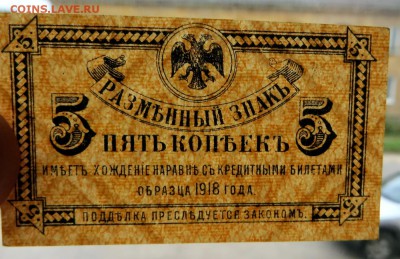 COINS.LAVE.RU
РАЗМѢННЫЙ ЗНАКЪ
5 ПЯТЬ КОПѢЕКЪ 5
ИМѢЕТЪ ХОЖДЕНІЕ НАРАВНѢ СЪ КРЕДИТНЫМИ БИЛЕТАМИ
ОБРАЗЦА 1918 ГОДА.
ПОДДѢЛКА ПРЕСЛѢДУЕТСЯ ЗАКОНОМЪ.